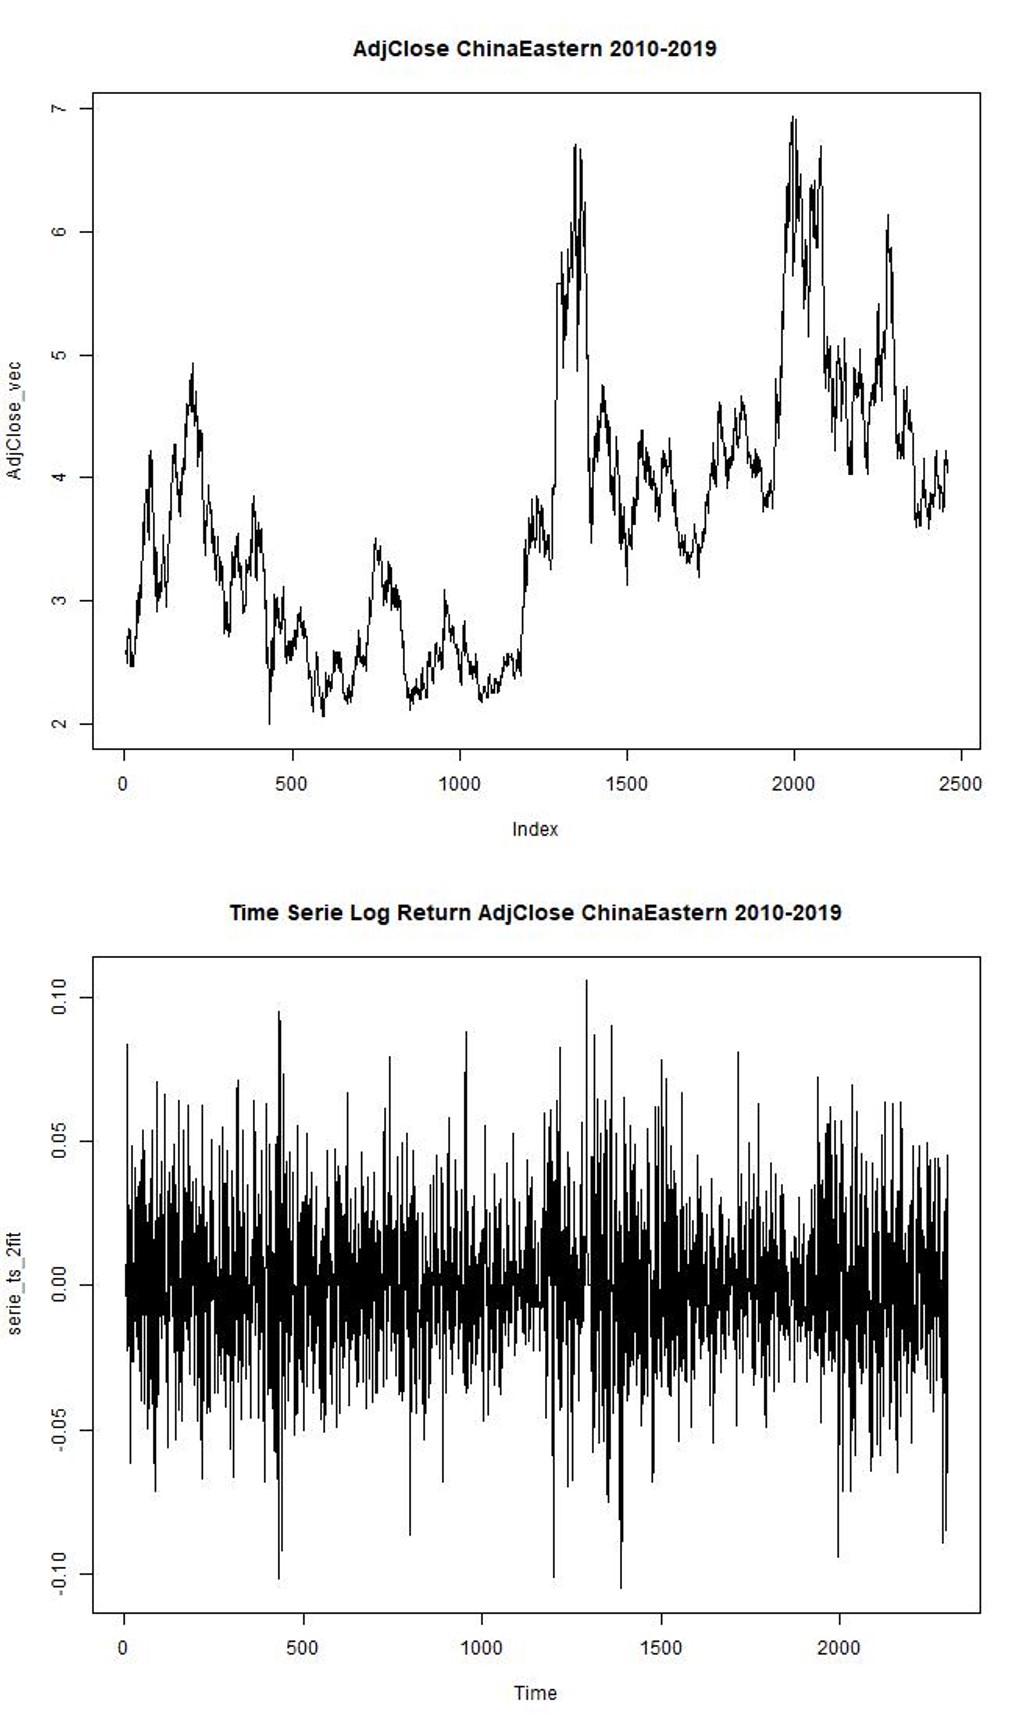 AdjClose ChinaEastern 2010-2019
7
6
5
4
3
2
AdjClose_vec
0 500 1000 1500 2000 2500
Index
Time Serie Log Return AdjClose ChinaEastern 2010-2019
0.10
0.05
0.00
-0.05
-0.10
serie_ts_2fit
0 500 1000 1500 2000
Time